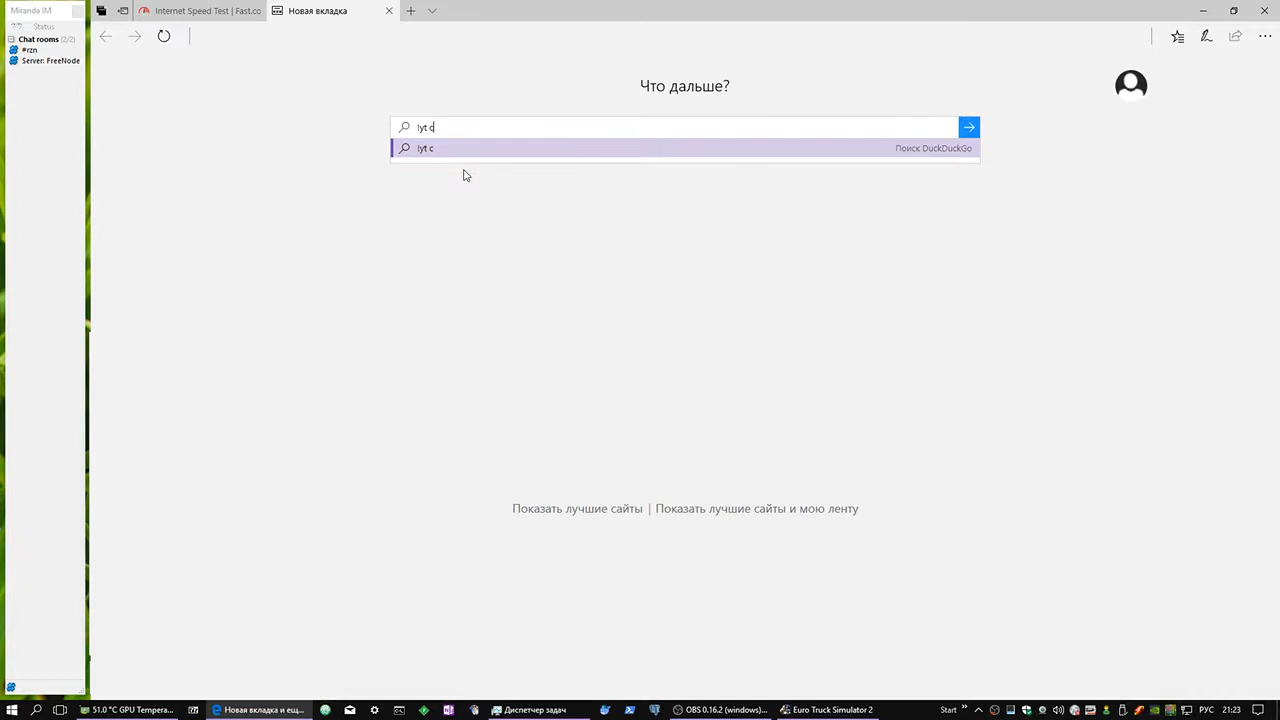 Miranda IM
Status
Chat rooms (2/2)
#rzn
Server: FreeNode
Internet Speed Test | Fast.co
Новая вкладка
Что дальше?
!yt c
!yt c
Поиск DuckDuckGo
Показать лучшие сайты | Показать лучшие сайты и мою ленту
51.0 °C GPU Tempera...
Новая вкладка и ещ...
Диспетчер задач
OBS 0.16.2 (windows)...
Euro Truck Simulator 2
Start
РУС
21:23